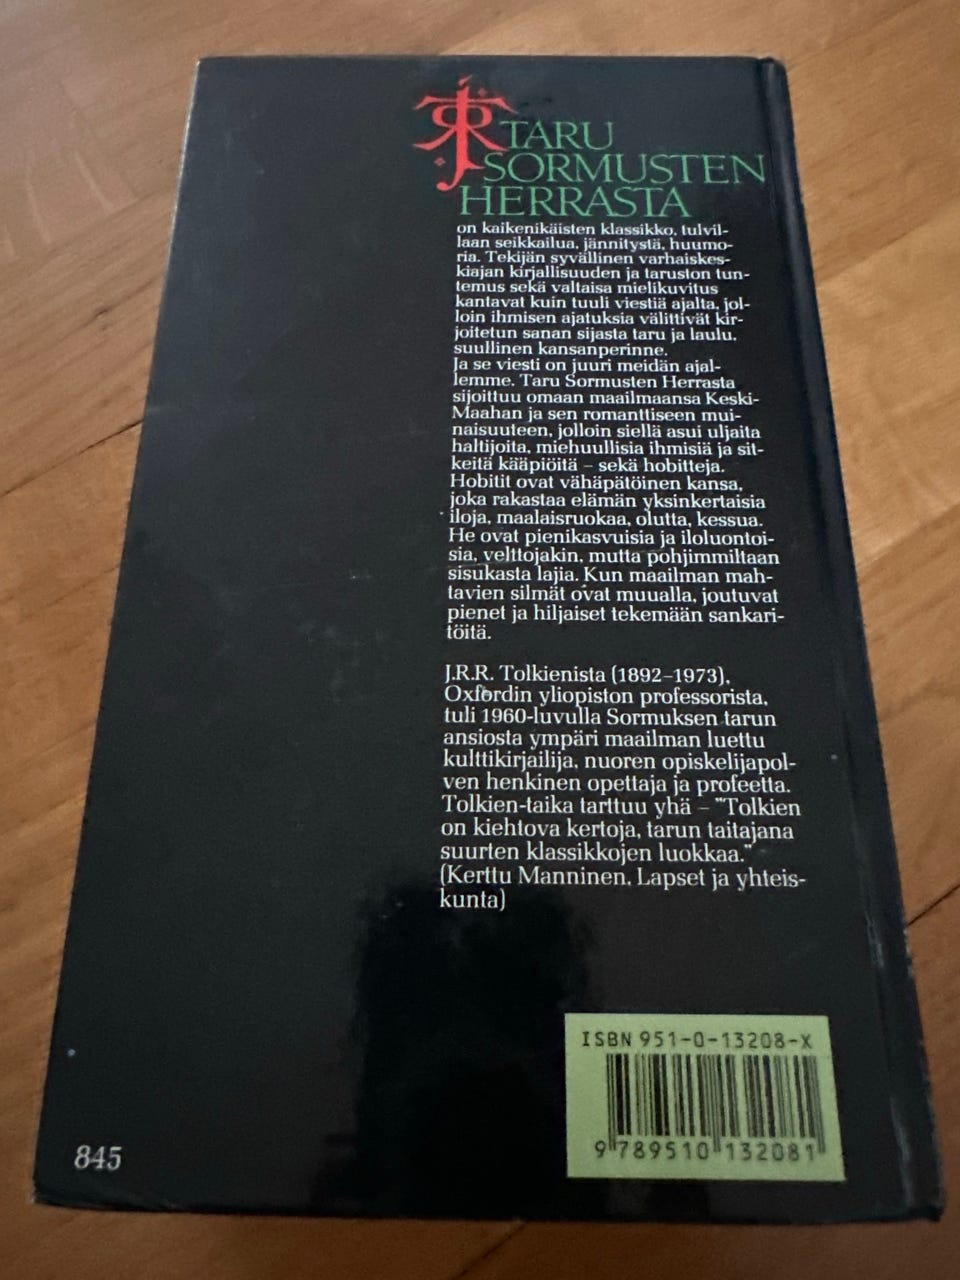 TARU
SORMUSTEN
HERRASTA
on kaikenikäisten klassikko, tulvil-
laan seikkailua, jännitystä, huumo-
ria. Tekijän syvällinen varhaiskes-
kiajan kirjallisuuden ja taruston tun-
temus sekä valtaisa mielikuvitus
kantavat kuin tuuli viestiä ajalta, jol-
loin ihmisen ajatuksia välittivät kir-
joitetun sanan sijasta taru ja laulu,
suullinen kansanperinne.
Ja se viesti on juuri meidän ajal-
lemme. Taru Sormusten Herrasta
sijoittuu omaan maailmaansa Keski-
Maahan ja sen romanttiseen mui-
naisuuteen, jolloin siellä asui uljaita
haltijoita, miehuullisia ihmisiä ja sit-
keitä kääpiöitä – sekä hobitteja.
Hobitit ovat vähäpätöinen kansa,
joka rakastaa elämän yksinkertaisia
iloja, maalaisruokaa, olutta, kessua.
He ovat pienikasvuisia ja iloluontoi-
sia, velttojakin, mutta pohjimmiltaan
sisukasta lajia. Kun maailman mah-
tavien silmät ovat muualla, joutuvat
pienet ja hiljaiset tekemään sankari-
töitä.
J.R.R. Tolkienista (1892–1973),
Oxfordin yliopiston professorista,
tuli 1960-luvulla Sormuksen tarun
ansiosta ympäri maailman luettu
kulttikirjailija, nuoren opiskelijapol-
ven henkinen opettaja ja profeetta.
Tolkien-taika tarttuu yhä – "Tolkien
on kiehtova kertoja, tarun taitajana
suurten klassikkojen luokkaa."
(Kerttu Manninen, Lapset ja yhteis-
kunta)
ISBN 951-0-13208-X
9 789510 132081
845